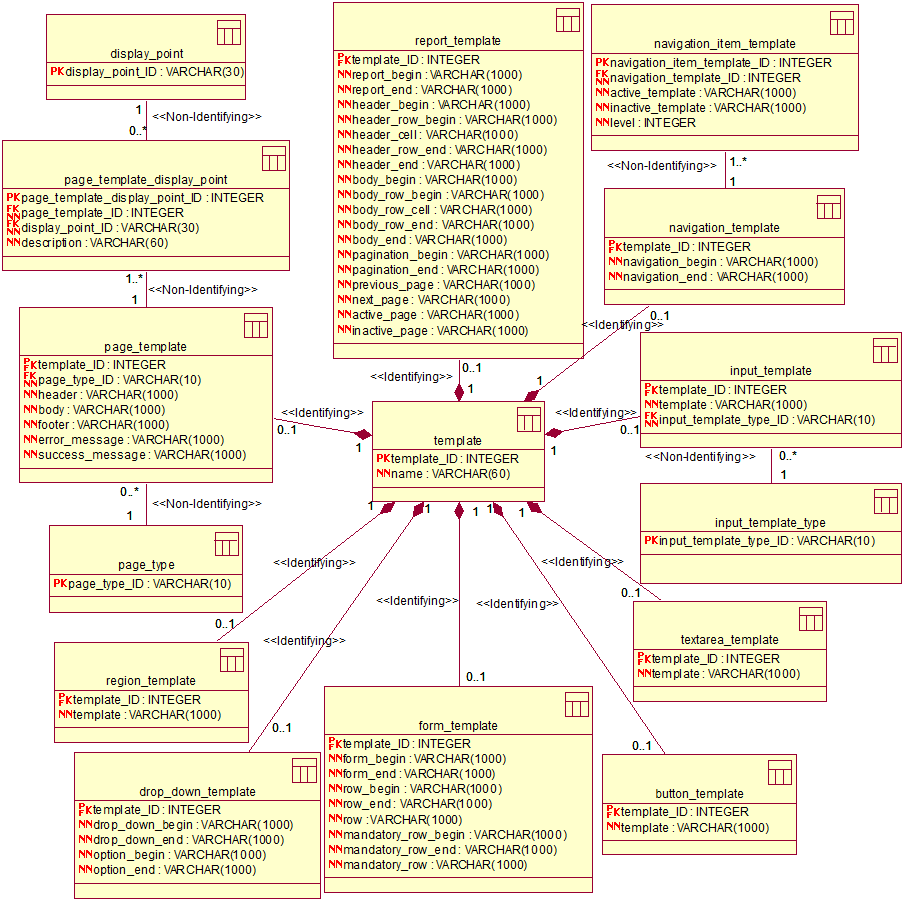 display_point
PK display_point_ID : VARCHAR(30)
1
<<Non-Identifying>>
0..*
page_template_display_point
PK page_template_display_point_ID : INTEGER
FK NN page_template_ID : INTEGER
FK NN display_point_ID : VARCHAR(30)
NN description : VARCHAR(60)
1..*
<<Non-Identifying>>
1
page_template
PFK template_ID : INTEGER
FK NN page_type_ID : VARCHAR(10)
NN header : VARCHAR(1000)
NN body : VARCHAR(1000)
NN footer : VARCHAR(1000)
NN error_message : VARCHAR(1000)
NN success_message : VARCHAR(1000)
0..*
<<Non-Identifying>>
1
page_type
PK page_type_ID : VARCHAR(10)
report_template
PFK template_ID : INTEGER
NN report_begin : VARCHAR(1000)
NN report_end : VARCHAR(1000)
NN header_begin : VARCHAR(1000)
NN header_row_begin : VARCHAR(1000)
NN header_cell : VARCHAR(1000)
NN header_row_end : VARCHAR(1000)
NN header_end : VARCHAR(1000)
NN body_begin : VARCHAR(1000)
NN body_row_begin : VARCHAR(1000)
NN body_row_cell : VARCHAR(1000)
NN body_row_end : VARCHAR(1000)
NN body_end : VARCHAR(1000)
NN pagination_begin : VARCHAR(1000)
NN pagination_end : VARCHAR(1000)
NN previous_page : VARCHAR(1000)
NN next_page : VARCHAR(1000)
NN active_page : VARCHAR(1000)
NN inactive_page : VARCHAR(1000)
0..1
<<Identifying>>
1
navigation_item_template
PK navigation_item_template_ID : INTEGER
FK NN navigation_template_ID : INTEGER
NN active_template : VARCHAR(1000)
NN inactive_template : VARCHAR(1000)
NN level : INTEGER
<<Non-Identifying>>
1..*
1
navigation_template
PFK template_ID : INTEGER
NN navigation_begin : VARCHAR(1000)
NN navigation_end : VARCHAR(1000)
0..1
<<Identifying>>
1
input_template
PFK template_ID : INTEGER
NN template : VARCHAR(1000)
FK NN input_template_type_ID : VARCHAR(10)
<<Identifying>>
0..1
1
<<Non-Identifying>>
0..*
1
input_template_type
PK input_template_type_ID : VARCHAR(10)
<<Identifying>>
0..1
1
template
PK template_ID : INTEGER
NN name : VARCHAR(60)
1
1
1
1
1
<<Identifying>>
<<Identifying>>
<<Identifying>>
<<Identifying>>
<<Identifying>>
0..1
0..1
0..1
0..1
0..1
region_template
PFK template_ID : INTEGER
NN template : VARCHAR(1000)
drop_down_template
PFK template_ID : INTEGER
NN drop_down_begin : VARCHAR(1000)
NN drop_down_end : VARCHAR(1000)
NN option_begin : VARCHAR(1000)
NN option_end : VARCHAR(1000)
form_template
PFK template_ID : INTEGER
NN form_begin : VARCHAR(1000)
NN form_end : VARCHAR(1000)
NN row_begin : VARCHAR(1000)
NN row_end : VARCHAR(1000)
NN row : VARCHAR(1000)
NN mandatory_row_begin : VARCHAR(1000)
NN mandatory_row_end : VARCHAR(1000)
NN mandatory_row : VARCHAR(1000)
textarea_template
PFK template_ID : INTEGER
NN template : VARCHAR(1000)
button_template
PFK template_ID : INTEGER
NN template : VARCHAR(1000)